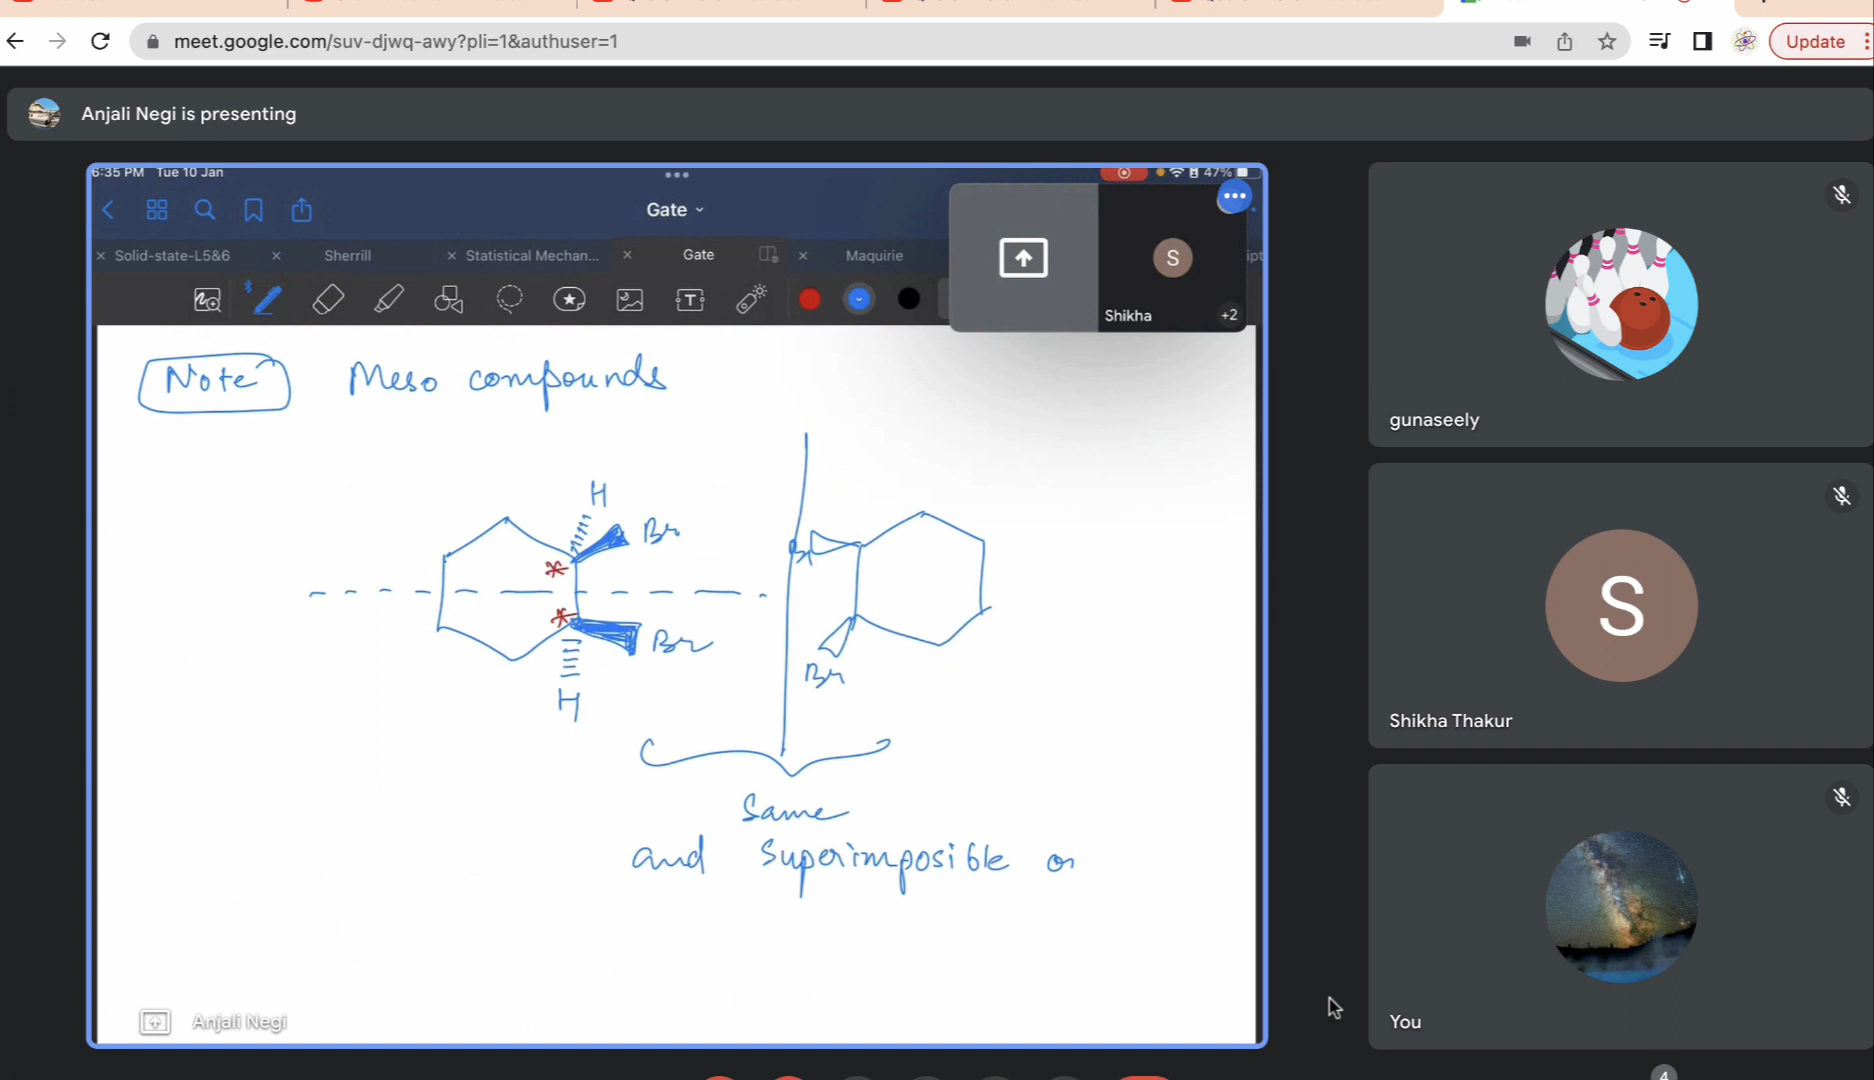 meet.google.com/suv-djwq-awy?pli=1&authuser=1
Update
Anjali Negi is presenting
6:35 PM Tue 10 Jan
47%
Gate
Solid-state-L5&6
Sherrill
Statistical Mechan...
Gate
Maquirie
S
Shikha
+2
Note
Meso compounds
H
Br
Br
*
*
Br
Br
H
Same
and Superimposible or
Anjali Negi
gunaseely
S
Shikha Thakur
You
4